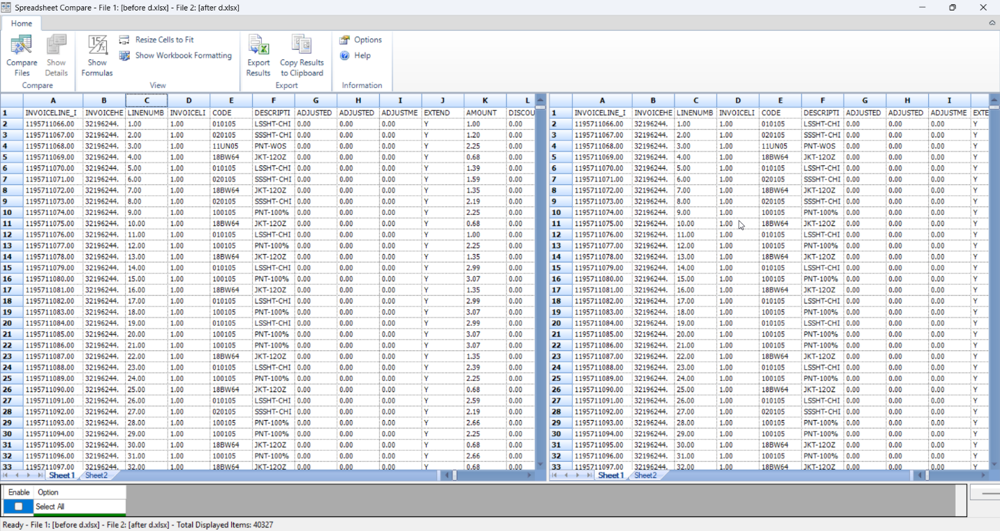 Spreadsheet Compare - File 1: [before d.xlsx] - File 2: [after d.xlsx]
Home
Compare Files
Show Details
Compare
Show Formulas
Resize Cells to Fit
Show Workbook Formatting
View
Export Results
Copy Results to Clipboard
Export
Options
Help
Information
A B C D E F G H I J K L A B C D E F G H I
1 INVOICELINE_I INVOICEHE LINENUMB INVOICELI CODE DESCRIPTI ADJUSTED ADJUSTED ADJUSTME EXTEND AMOUNT DISCOU 1 INVOICELINE_I INVOICEHE LINENUMB INVOICELI CODE DESCRIPTI ADJUSTED ADJUSTED ADJUSTME EXTE
2 1195711066.00 32196244. 1.00 1.00 010105 LSSHT-CHI 0.00 0.00 0.00 Y 1.00 0.00 2 1195711066.00 32196244. 1.00 1.00 010105 LSSHT-CHI 0.00 0.00 0.00 Y
3 1195711067.00 32196244. 2.00 1.00 020105 SSSHT-CHI 0.00 0.00 0.00 Y 1.20 0.00 3 1195711067.00 32196244. 2.00 1.00 020105 SSSHT-CHI 0.00 0.00 0.00 Y
4 1195711068.00 32196244. 3.00 1.00 11UN05 PNT-WOS 0.00 0.00 0.00 Y 2.25 0.00 4 1195711068.00 32196244. 3.00 1.00 11UN05 PNT-WOS 0.00 0.00 0.00 Y
5 1195711069.00 32196244. 4.00 1.00 18BW64 JKT-12OZ 0.00 0.00 0.00 Y 0.68 0.00 5 1195711069.00 32196244. 4.00 1.00 18BW64 JKT-12OZ 0.00 0.00 0.00 Y
6 1195711070.00 32196244. 5.00 1.00 010105 LSSHT-CHI 0.00 0.00 0.00 Y 1.39 0.00 6 1195711070.00 32196244. 5.00 1.00 010105 LSSHT-CHI 0.00 0.00 0.00 Y
7 1195711071.00 32196244. 6.00 1.00 020105 SSSHT-CHI 0.00 0.00 0.00 Y 1.59 0.00 7 1195711071.00 32196244. 6.00 1.00 020105 SSSHT-CHI 0.00 0.00 0.00 Y
8 1195711072.00 32196244. 7.00 1.00 18BW64 JKT-12OZ 0.00 0.00 0.00 Y 1.35 0.00 8 1195711072.00 32196244. 7.00 1.00 18BW64 JKT-12OZ 0.00 0.00 0.00 Y
9 1195711073.00 32196244. 8.00 1.00 020105 SSSHT-CHI 0.00 0.00 0.00 Y 2.19 0.00 9 1195711073.00 32196244. 8.00 1.00 020105 SSSHT-CHI 0.00 0.00 0.00 Y
10 1195711074.00 32196244. 9.00 1.00 100105 PNT-100% 0.00 0.00 0.00 Y 2.25 0.00 10 1195711074.00 32196244. 9.00 1.00 100105 PNT-100% 0.00 0.00 0.00 Y
11 1195711075.00 32196244. 10.00 1.00 18BW64 JKT-12OZ 0.00 0.00 0.00 Y 0.68 0.00 11 1195711075.00 32196244. 10.00 1.00 18BW64 JKT-12OZ 0.00 0.00 0.00 Y
12 1195711076.00 32196244. 11.00 1.00 010105 LSSHT-CHI 0.00 0.00 0.00 Y 1.00 0.00 12 1195711076.00 32196244. 11.00 1.00 010105 LSSHT-CHI 0.00 0.00 0.00 Y
13 1195711077.00 32196244. 12.00 1.00 100105 PNT-100% 0.00 0.00 0.00 Y 2.25 0.00 13 1195711077.00 32196244. 12.00 1.00 100105 PNT-100% 0.00 0.00 0.00 Y
14 1195711078.00 32196244. 13.00 1.00 18BW64 JKT-12OZ 0.00 0.00 0.00 Y 1.35 0.00 14 1195711078.00 32196244. 13.00 1.00 18BW64 JKT-12OZ 0.00 0.00 0.00 Y
15 1195711079.00 32196244. 14.00 1.00 010105 LSSHT-CHI 0.00 0.00 0.00 Y 2.99 0.00 15 1195711079.00 32196244. 14.00 1.00 010105 LSSHT-CHI 0.00 0.00 0.00 Y
16 1195711080.00 32196244. 15.00 1.00 100105 PNT-100% 0.00 0.00 0.00 Y 3.07 0.00 16 1195711080.00 32196244. 15.00 1.00 100105 PNT-100% 0.00 0.00 0.00 Y
17 1195711081.00 32196244. 16.00 1.00 18BW64 JKT-12OZ 0.00 0.00 0.00 Y 1.35 0.00 17 1195711081.00 32196244. 16.00 1.00 18BW64 JKT-12OZ 0.00 0.00 0.00 Y
18 1195711082.00 32196244. 17.00 1.00 010105 LSSHT-CHI 0.00 0.00 0.00 Y 2.99 0.00 18 1195711082.00 32196244. 17.00 1.00 010105 LSSHT-CHI 0.00 0.00 0.00 Y
19 1195711083.00 32196244. 18.00 1.00 100105 PNT-100% 0.00 0.00 0.00 Y 3.07 0.00 19 1195711083.00 32196244. 18.00 1.00 100105 PNT-100% 0.00 0.00 0.00 Y
20 1195711084.00 32196244. 19.00 1.00 010105 LSSHT-CHI 0.00 0.00 0.00 Y 2.99 0.00 20 1195711084.00 32196244. 19.00 1.00 010105 LSSHT-CHI 0.00 0.00 0.00 Y
21 1195711085.00 32196244. 20.00 1.00 100105 PNT-100% 0.00 0.00 0.00 Y 3.07 0.00 21 1195711085.00 32196244. 20.00 1.00 100105 PNT-100% 0.00 0.00 0.00 Y
22 1195711086.00 32196244. 21.00 1.00 100105 PNT-100% 0.00 0.00 0.00 Y 3.07 0.00 22 1195711086.00 32196244. 21.00 1.00 100105 PNT-100% 0.00 0.00 0.00 Y
23 1195711087.00 32196244. 22.00 1.00 18BW64 JKT-12OZ 0.00 0.00 0.00 Y 1.35 0.00 23 1195711087.00 32196244. 22.00 1.00 18BW64 JKT-12OZ 0.00 0.00 0.00 Y
24 1195711088.00 32196244. 23.00 1.00 010105 LSSHT-CHI 0.00 0.00 0.00 Y 2.39 0.00 24 1195711088.00 32196244. 23.00 1.00 010105 LSSHT-CHI 0.00 0.00 0.00 Y
25 1195711089.00 32196244. 24.00 1.00 100105 PNT-100% 0.00 0.00 0.00 Y 2.25 0.00 25 1195711089.00 32196244. 24.00 1.00 100105 PNT-100% 0.00 0.00 0.00 Y
26 1195711090.00 32196244. 25.00 1.00 18BW64 JKT-12OZ 0.00 0.00 0.00 Y 0.68 0.00 26 1195711090.00 32196244. 25.00 1.00 18BW64 JKT-12OZ 0.00 0.00 0.00 Y
27 1195711091.00 32196244. 26.00 1.00 010105 LSSHT-CHI 0.00 0.00 0.00 Y 2.59 0.00 27 1195711091.00 32196244. 26.00 1.00 010105 LSSHT-CHI 0.00 0.00 0.00 Y
28 1195711092.00 32196244. 27.00 1.00 020105 SSSHT-CHI 0.00 0.00 0.00 Y 2.19 0.00 28 1195711092.00 32196244. 27.00 1.00 020105 SSSHT-CHI 0.00 0.00 0.00 Y
29 1195711093.00 32196244. 28.00 1.00 100105 PNT-100% 0.00 0.00 0.00 Y 2.66 0.00 29 1195711093.00 32196244. 28.00 1.00 100105 PNT-100% 0.00 0.00 0.00 Y
30 1195711094.00 32196244. 29.00 1.00 100105 PNT-100% 0.00 0.00 0.00 Y 2.25 0.00 30 1195711094.00 32196244. 29.00 1.00 100105 PNT-100% 0.00 0.00 0.00 Y
31 1195711095.00 32196244. 30.00 1.00 18BW64 JKT-12OZ 0.00 0.00 0.00 Y 0.68 0.00 31 1195711095.00 32196244. 30.00 1.00 18BW64 JKT-12OZ 0.00 0.00 0.00 Y
32 1195711096.00 32196244. 31.00 1.00 100105 PNT-100% 0.00 0.00 0.00 Y 2.66 0.00 32 1195711096.00 32196244. 31.00 1.00 100105 PNT-100% 0.00 0.00 0.00 Y
33 1195711097.00 32196244. 32.00 1.00 18BW64 JKT-12OZ 0.00 0.00 0.00 Y 0.68 0.00 33 1195711097.00 32196244. 32.00 1.00 18BW64 JKT-12OZ 0.00 0.00 0.00 Y
Sheet1 Sheet2 Sheet1 Sheet2
Enable Option
Select All
Ready - File 1: [before d.xlsx] - File 2: [after d.xlsx] - Total Displayed Items: 40327